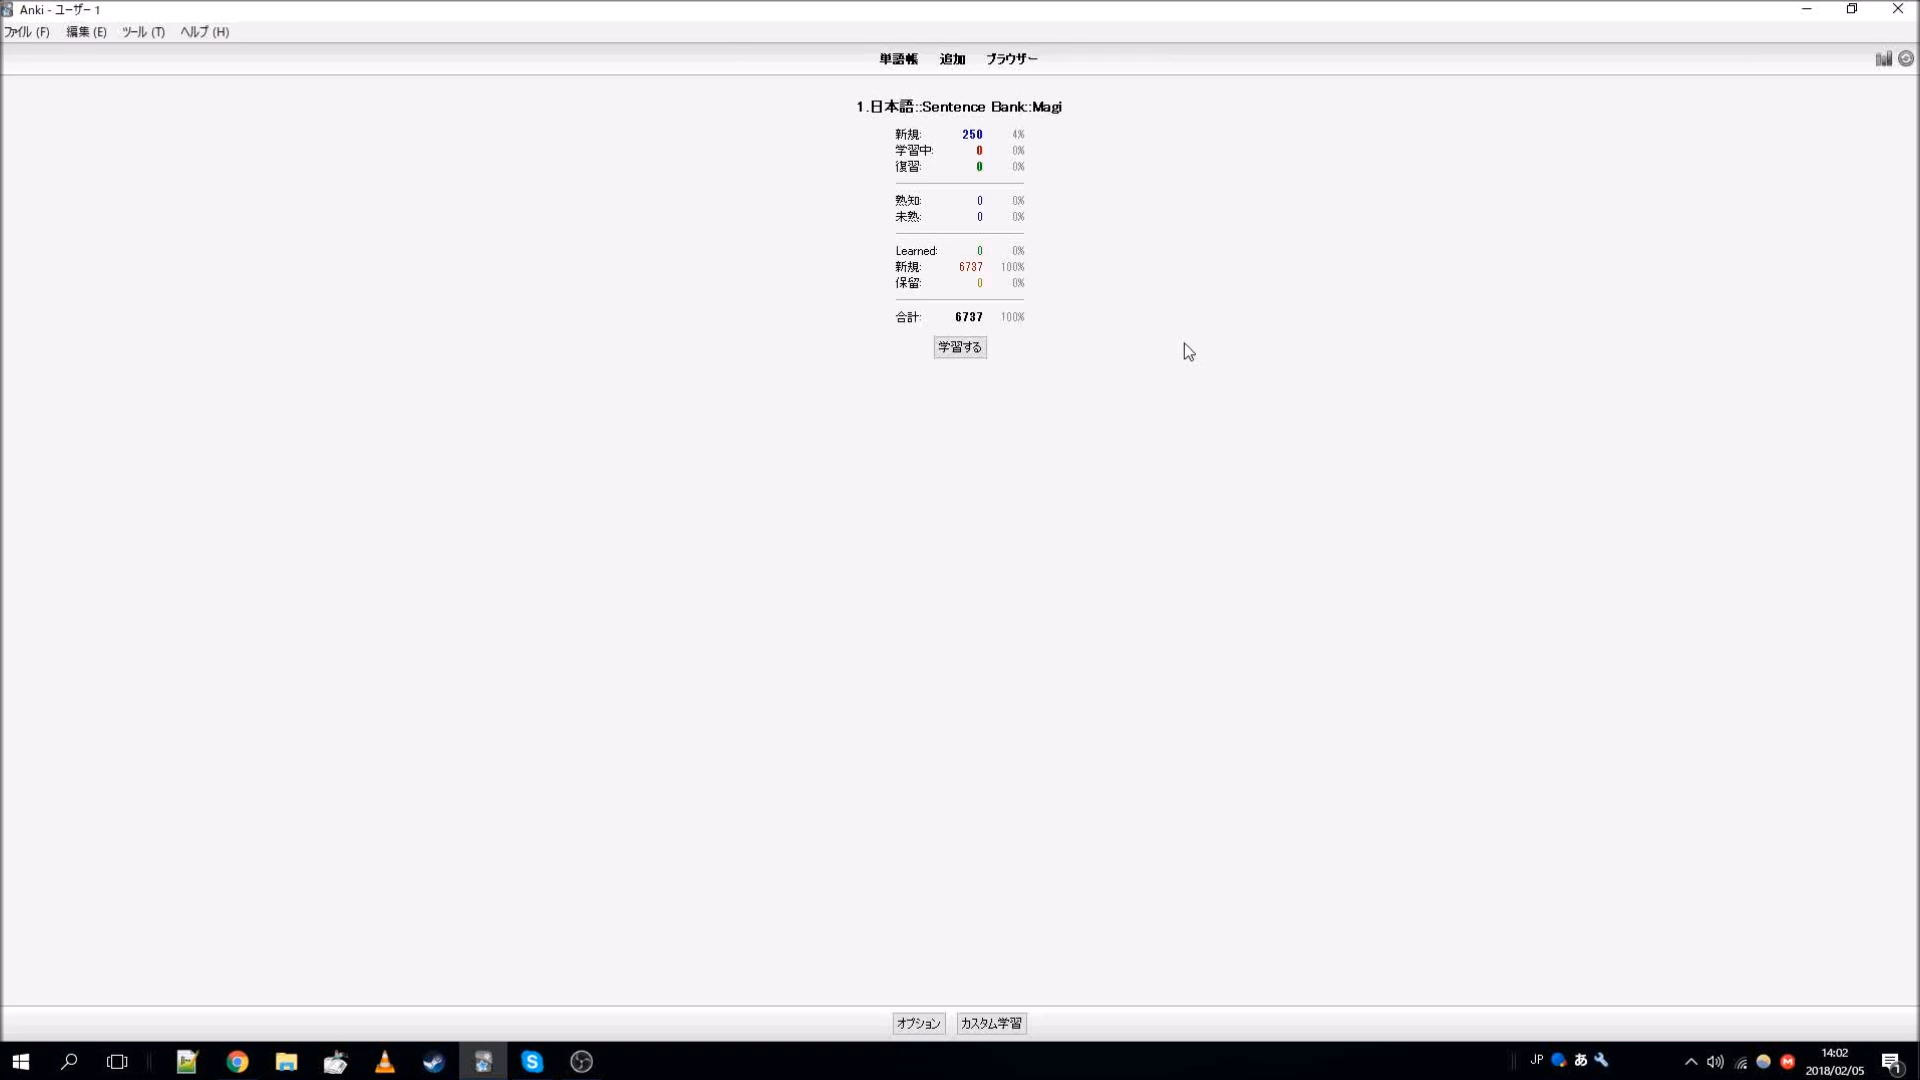 Anki - ユーザー 1
ファイル (F) 編集 (E) ツール (T) ヘルプ (H)
単語帳 追加 ブラウザー
1.日本語::Sentence Bank::Magi
新規: 250 4%
学習中: 0 0%
復習: 0 0%
熟知: 0 0%
未熟: 0 0%
Learned: 0 0%
新規: 6737 100%
保留: 0 0%
合計: 6737 100%
学習する
オプション カスタム学習
JP あ 14:02
2018/02/05
1